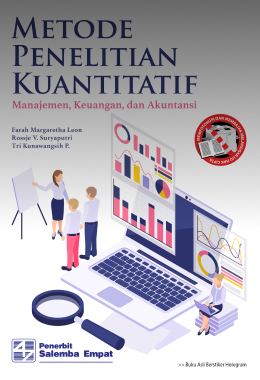 METODE
PENELITIAN
KUANTITATIF
Manajemen, Keuangan, dan Akuntansi
Farah Margaretha Leon
Rossje V. Suryaputri
Tri Kunawangsih P.
Penerbit
Salemba Empat
>> Buku Asli Berstiker Hologram